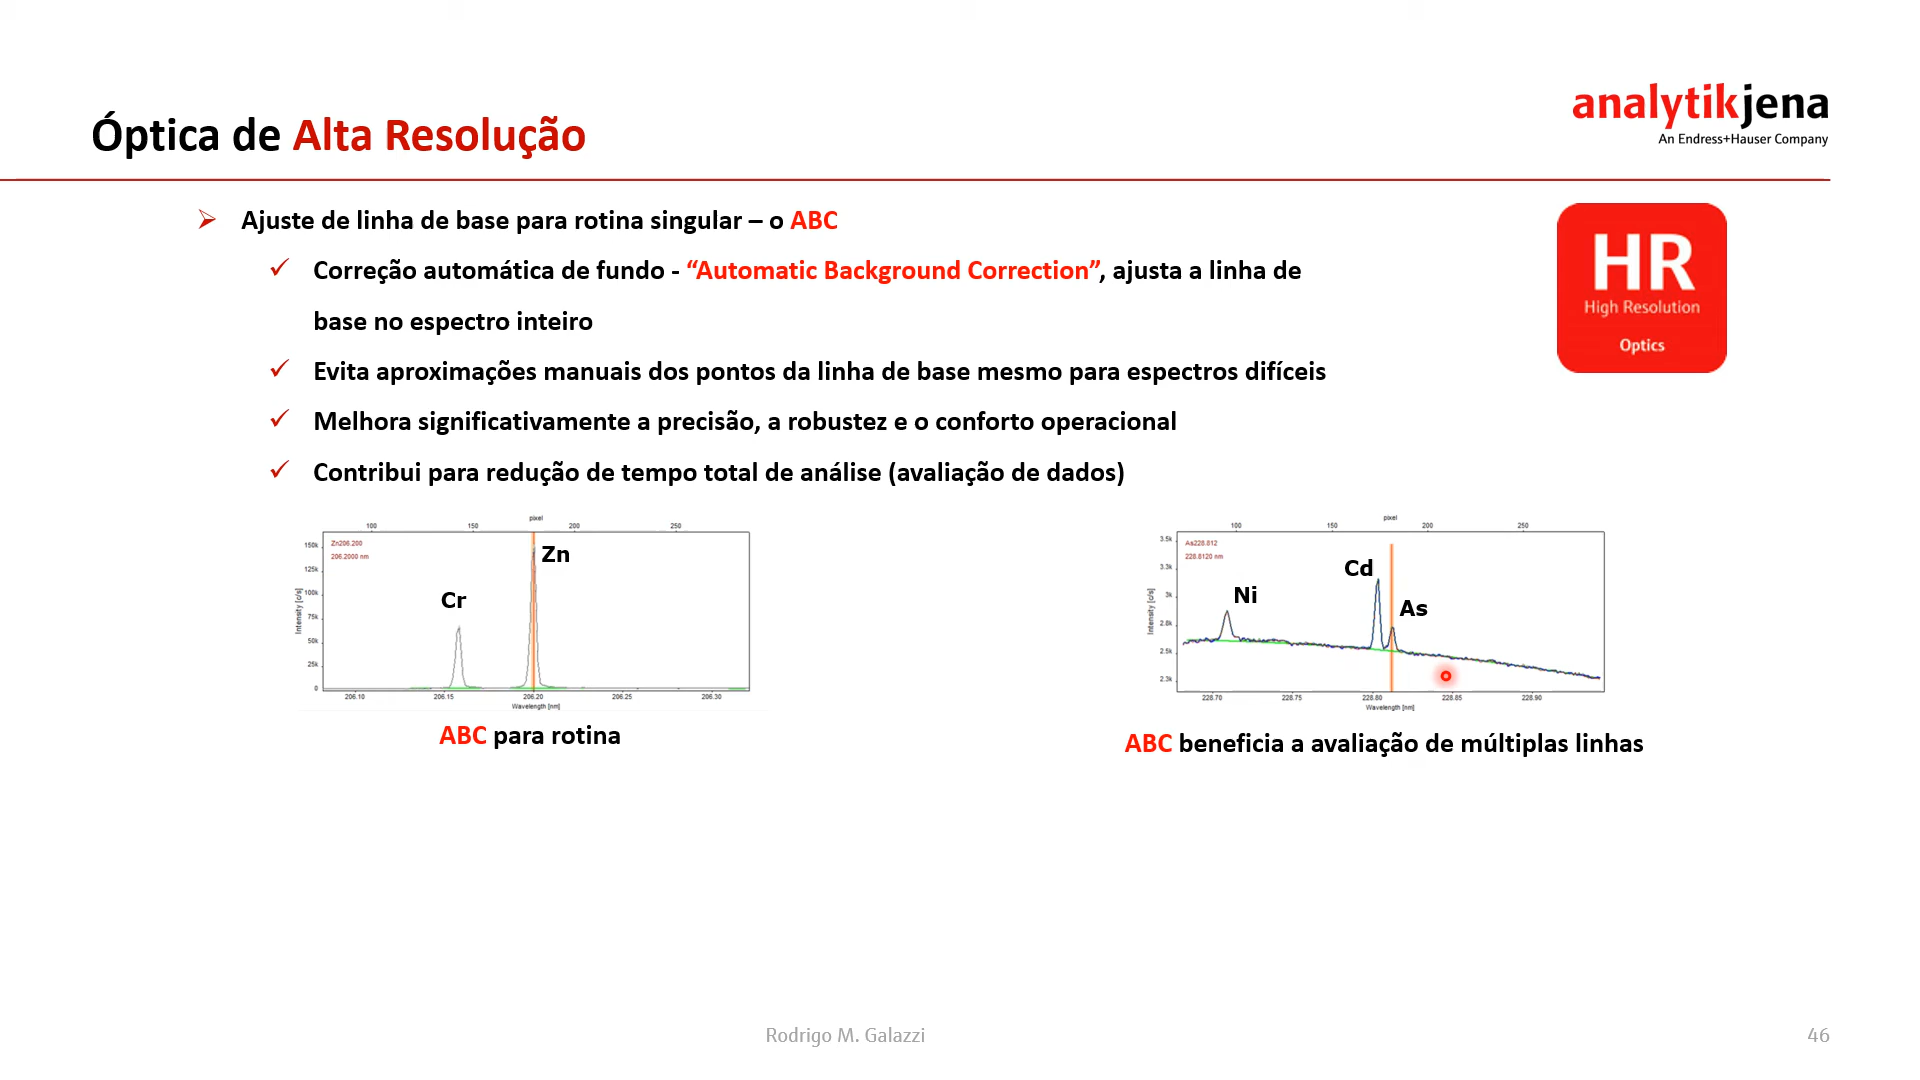 analytikjena
An Endress+Hauser Company
Óptica de Alta Resolução
Ajuste de linha de base para rotina singular – o ABC
Correção automática de fundo - “Automatic Background Correction”, ajusta a linha de
base no espectro inteiro
Evita aproximações manuais dos pontos da linha de base mesmo para espectros difíceis
Melhora significativamente a precisão, a robustez e o conforto operacional
Contribui para redução de tempo total de análise (avaliação de dados)
HR
High Resolution
Optics
pixel
100 150 200 250
Zn206.200
206.2000 nm
Zn
Cr
Intensity [c/s]
150k
125k
100k
75k
50k
25k
0
206.10 206.15 206.20 206.25 206.30
Wavelength [nm]
ABC para rotina
pixel
100 150 200 250
As228.812
228.8120 nm
Cd
Ni
As
Intensity [c/s]
3.5k
3.3k
3k
2.8k
2.5k
2.3k
228.70 228.75 228.80 228.85 228.90
Wavelength [nm]
ABC beneficia a avaliação de múltiplas linhas
Rodrigo M. Galazzi
46